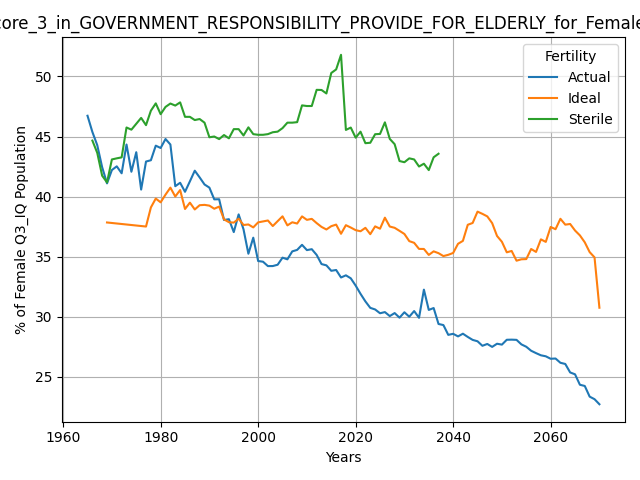 core_3_in_GOVERNMENT_RESPONSIBILITY_PROVIDE_FOR_ELDERLY_for_Female
Fertility
Actual
Ideal
Sterile
% of Female Q3_IQ Population
50
45
40
35
30
25
1960
1980
2000
2020
2040
2060
Years